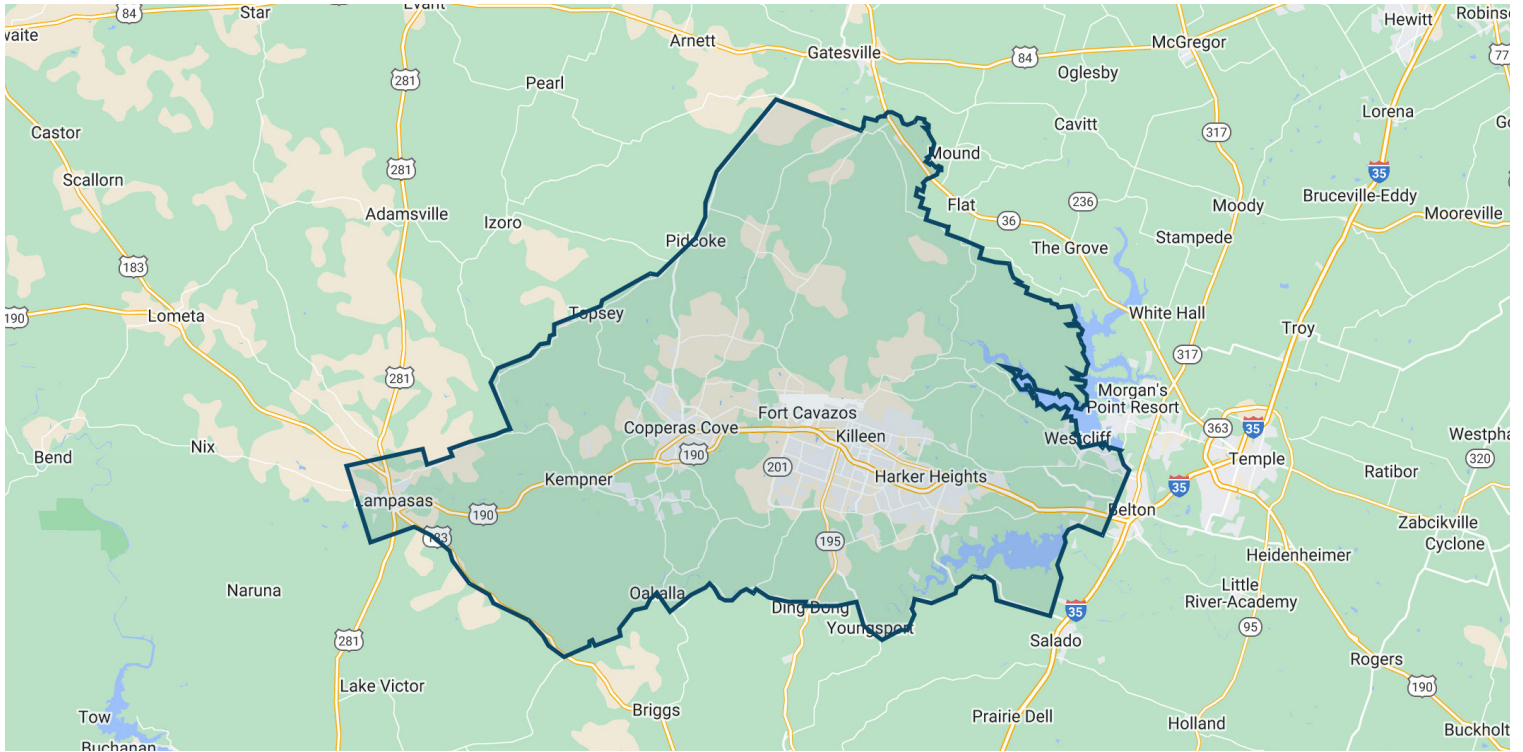 84
Star
Evant
Arnett
Gatesville
84
McGregor
Hewitt
77
281
Pearl
Oglesby
Castor
Cavitt
317
Lorena
281
Mound
35
Scallorn
Bruceville-Eddy
Adamsville
Izoro
Flat
36
236
Moody
Mooreville
Pidcoke
The Grove
Stampede
183
190
Lometa
Topsey
White Hall
Troy
317
281
Morgan's
Point Resort
Fort Cavazos
Copperas Cove
Killeen
Westcliff
363
35
Nix
Bend
190
Temple
320
201
Harker Heights
Ratibor
Kempner
35
Lampasas
190
Belton
Zabcikville
183
195
Cyclone
Heidenheimer
Naruna
Oakalla
Little
River-Academy
Ding Dong
35
Youngsport
95
281
Salado
Rogers
Lake Victor
190
Briggs
Tow
Prairie Dell
Holland
Buchanan